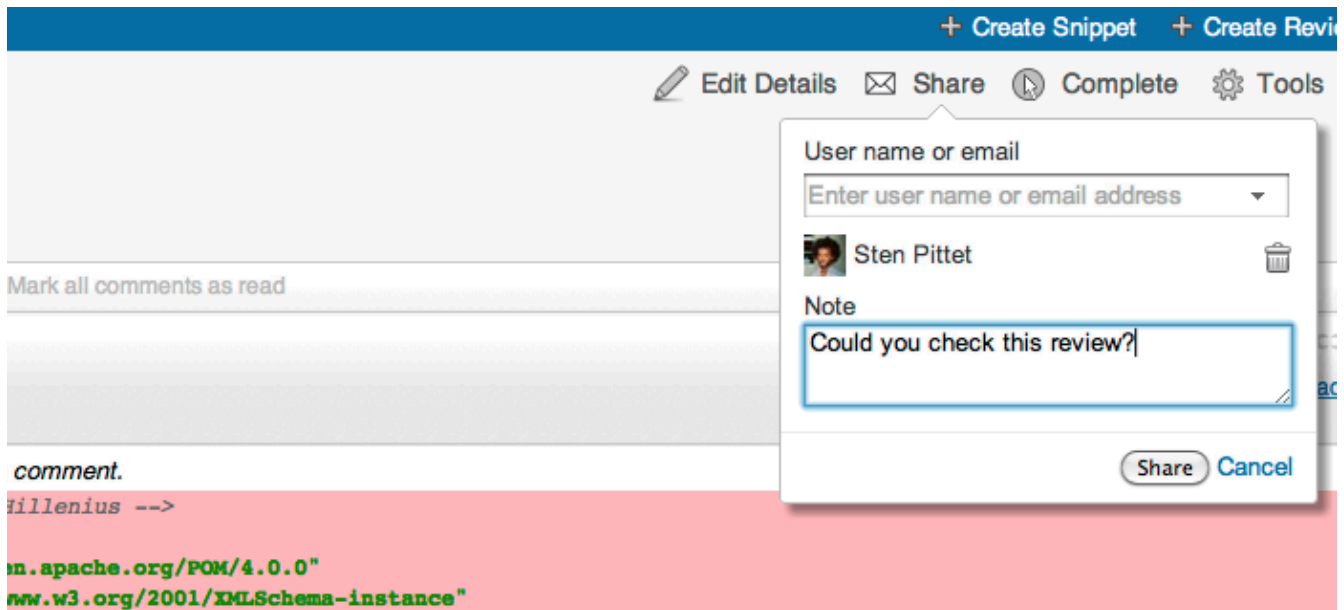 + Create Snippet + Create Revi
Edit Details Share Complete Tools
User name or email
Enter user name or email address
Sten Pittet
Mark all comments as read
Note
Could you check this review?
comment.
Share Cancel
Hillenius -->
en.apache.org/POM/4.0.0"
www.w3.org/2001/XMLSchema-instance"